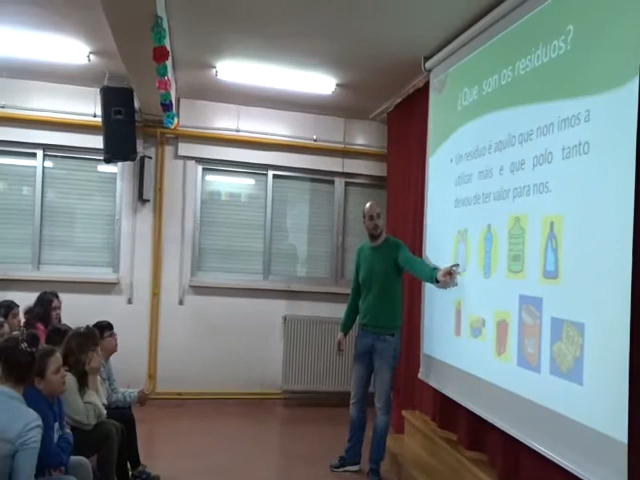 ¿Que son os residuos?
• Un residuo é aquilo que non imos a
utilizar máis e que polo tanto
deixou de ter valor para nos.